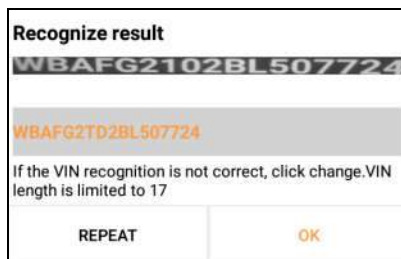 Recognize result
WBAFG2102BL507724
WBAFG2TD2BL507724
If the VIN recognition is not correct, click change.VIN
length is limited to 17
REPEAT
OK